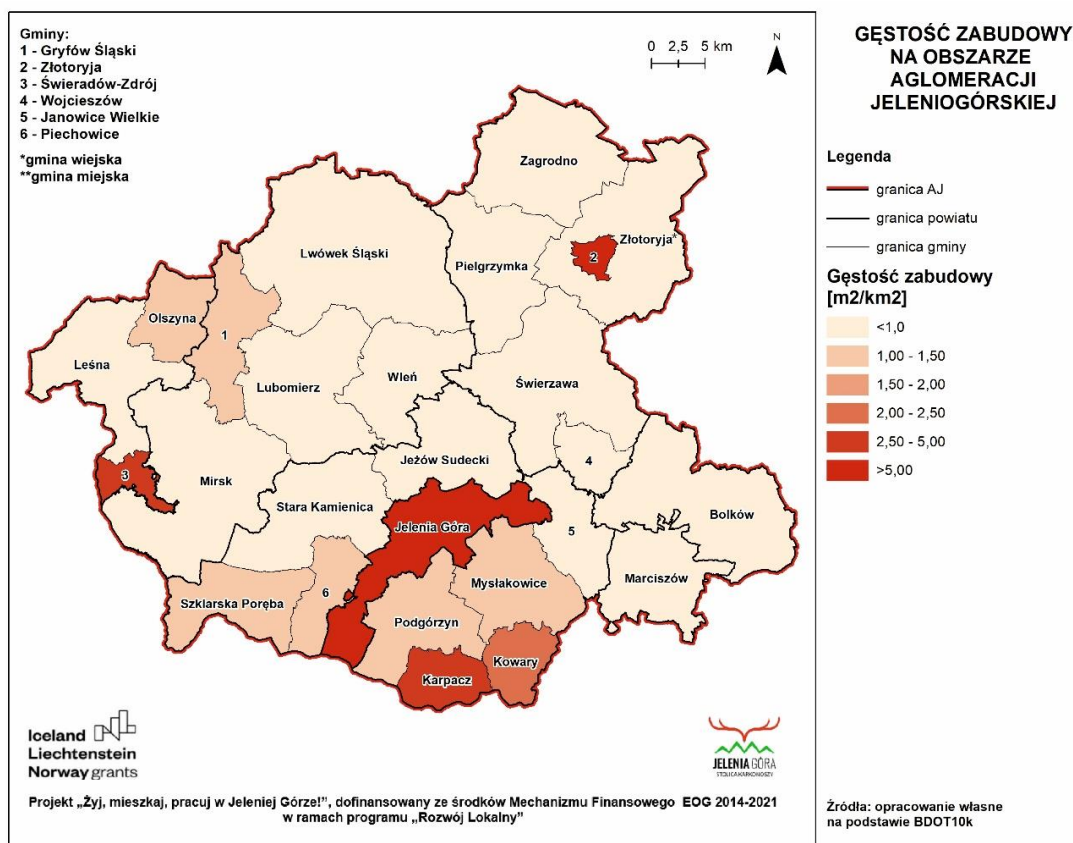 Gminy:
1 - Gryfów Śląski
2 - Złotoryja
3 - Świeradów-Zdrój
4 - Wojcieszów
5 - Janowice Wielkie
6 - Piechowice
*gmina wiejska
**gmina miejska
0 2,5 5 km
N
GĘSTOŚĆ ZABUDOWY
NA OBSZARZE
AGLOMERACJI
JELENIOGÓRSKIEJ
Legenda
granica AJ
granica powiatu
granica gminy
Gęstość zabudowy
[m2/km2]
<1,0
1,00 - 1,50
1,50 - 2,00
2,00 - 2,50
2,50 - 5,00
>5,00
Zagrodno
Złotoryja*
2
Lwówek Śląski
Pielgrzymka
Olszyna
1
Leśna
Lubomierz
Wleń
Świerzawa
3
Mirsk
Jeżów Sudecki
4
Stara Kamienica
Jelenia Góra
5
Bolków
Marciszów
Mysłakowice
Szklarska Poręba
6
Podgórzyn
Kowary
Karpacz
Iceland
Liechtenstein
Norway grants
JELENIA GÓRA
STOLICA KARKONOSZY
Projekt „Żyj, mieszkaj, pracuj w Jeleniej Górze!”, dofinansowany ze środków Mechanizmu Finansowego EOG 2014-2021
w ramach programu „Rozwój Lokalny”
Źródła: opracowanie własne
na podstawie BDOT10k